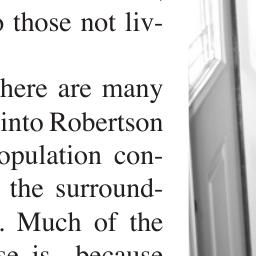 those not liv-
here are many
into Robertson
opulation con-
the surround-
. Much of the
se is because